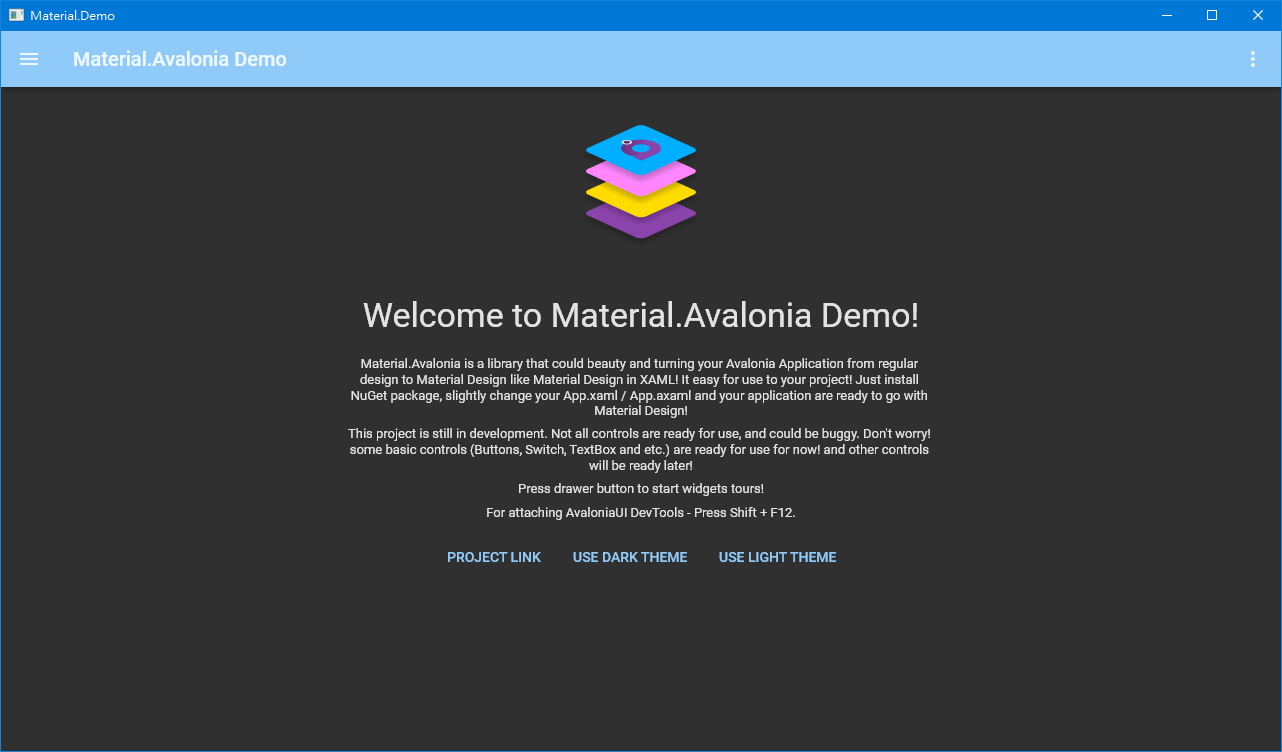 Material.Demo
Material.Avalonia Demo
Welcome to Material.Avalonia Demo!
Material.Avalonia is a library that could beauty and turning your Avalonia Application from regular
design to Material Design like Material Design in XAML! It easy for use to your project! Just install
NuGet package, slightly change your App.xaml / App.axaml and your application are ready to go with
Material Design!
This project is still in development. Not all controls are ready for use, and could be buggy. Don't worry!
some basic controls (Buttons, Switch, TextBox and etc.) are ready for use for now! and other controls
will be ready later!
Press drawer button to start widgets tours!
For attaching AvaloniaUI DevTools - Press Shift + F12.
PROJECT LINK USE DARK THEME USE LIGHT THEME